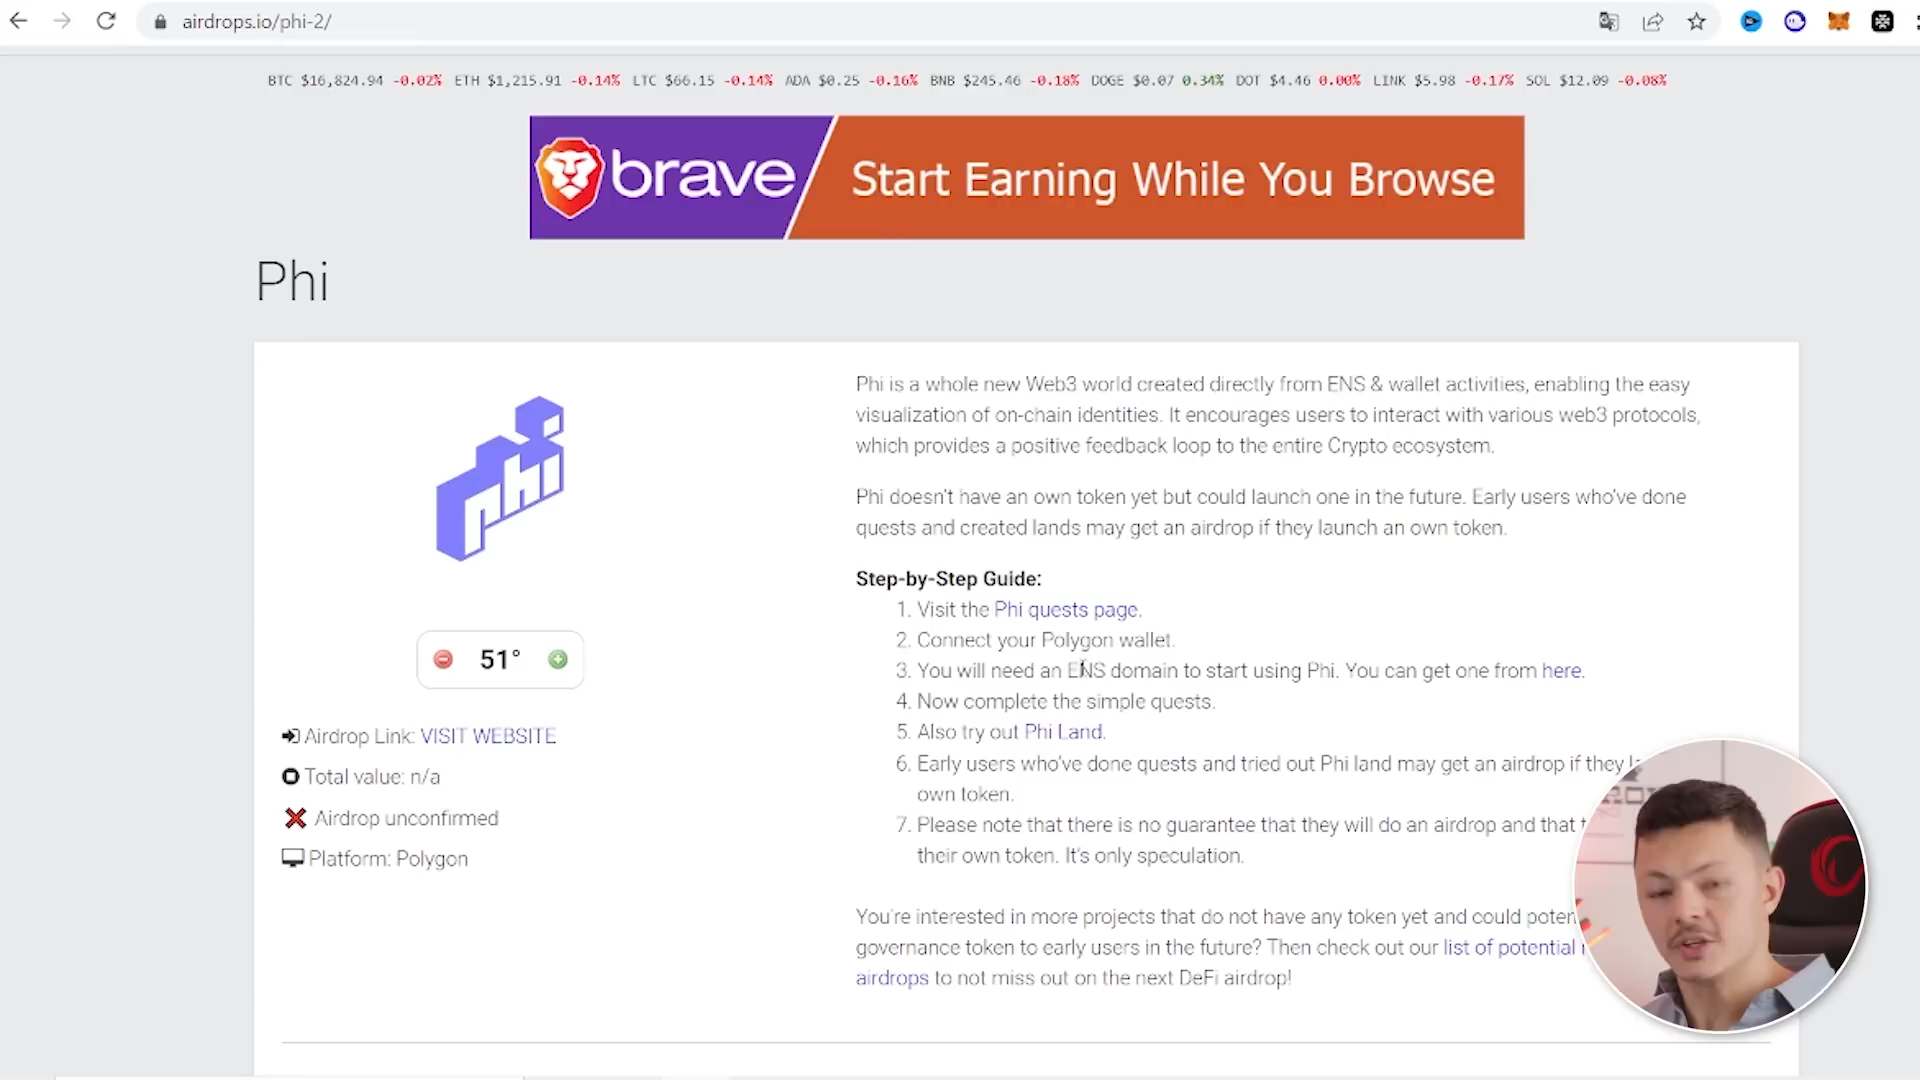 airdrops.io/phi-2/
BTC $16,824.94 -0.02% ETH $1,215.91 -0.14% LTC $66.15 -0.14% ADA $0.25 -0.16% BNB $245.46 -0.18% DOGE $0.07 0.34% DOT $4.46 0.00% LINK $5.98 -0.17% SOL $12.09 -0.08%
brave Start Earning While You Browse
Phi
phi
51°
Airdrop Link: VISIT WEBSITE
Total value: n/a
Airdrop unconfirmed
Platform: Polygon
Phi is a whole new Web3 world created directly from ENS & wallet activities, enabling the easy
visualization of on-chain identities. It encourages users to interact with various web3 protocols,
which provides a positive feedback loop to the entire Crypto ecosystem.
Phi doesn't have an own token yet but could launch one in the future. Early users who've done
quests and created lands may get an airdrop if they launch an own token.
Step-by-Step Guide:
1. Visit the Phi quests page.
2. Connect your Polygon wallet.
3. You will need an ENS domain to start using Phi. You can get one from here.
4. Now complete the simple quests.
5. Also try out Phi Land.
6. Early users who've done quests and tried out Phi land may get an airdrop if they
own token.
7. Please note that there is no guarantee that they will do an airdrop and that
their own token. It's only speculation.
You're interested in more projects that do not have any token yet and could
governance token to early users in the future? Then check out our list of potential
airdrops to not miss out on the next DeFi airdrop!